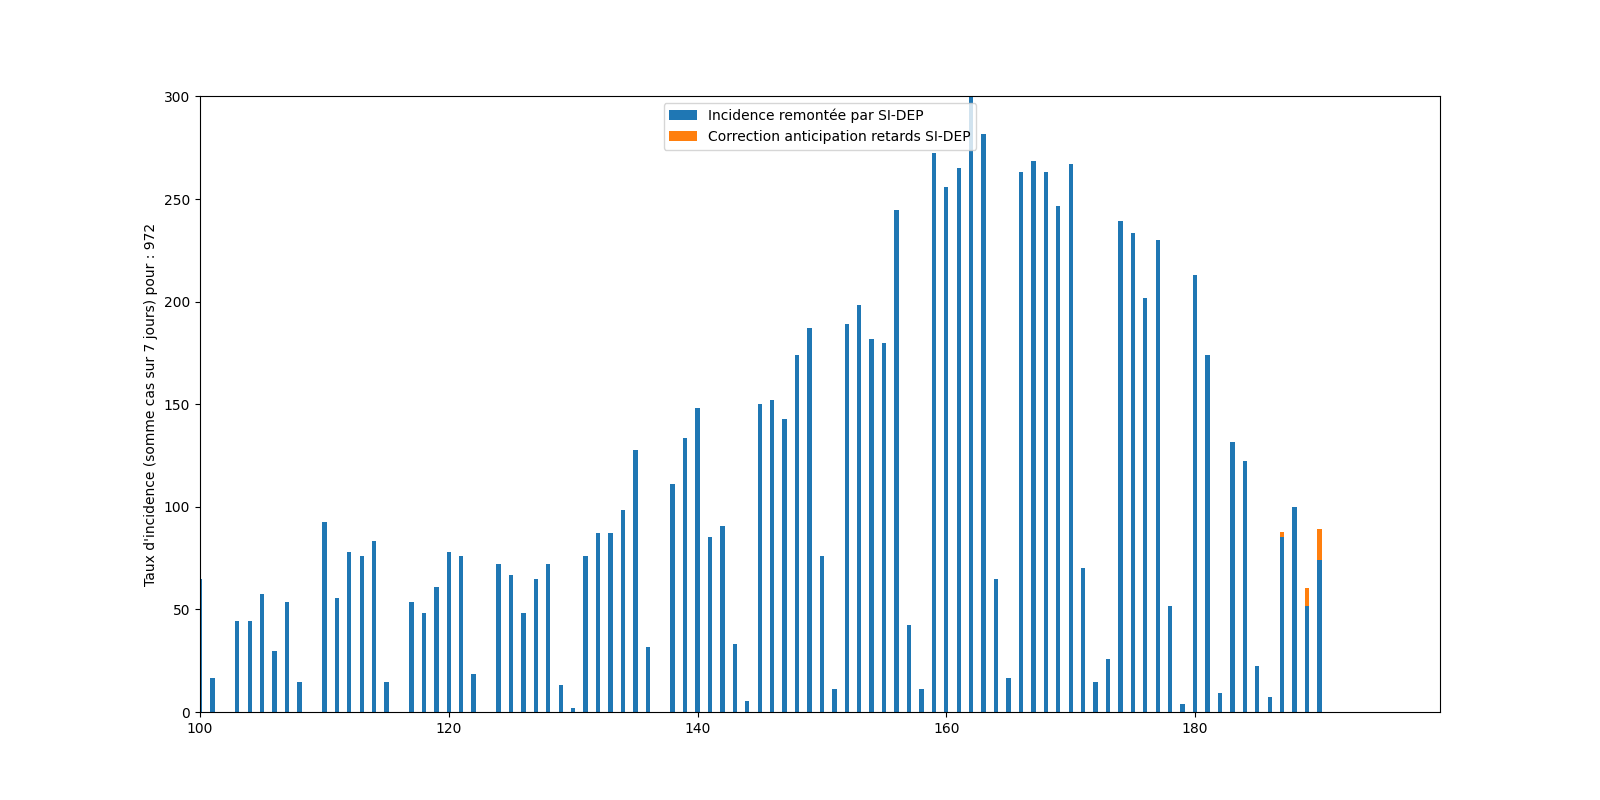 Incidence remontée par SI-DEP
Correction anticipation retards SI-DEP
Taux d'incidence (somme cas sur 7 jours) pour : 972
300
250
200
150
100
50
0
100 120 140 160 180